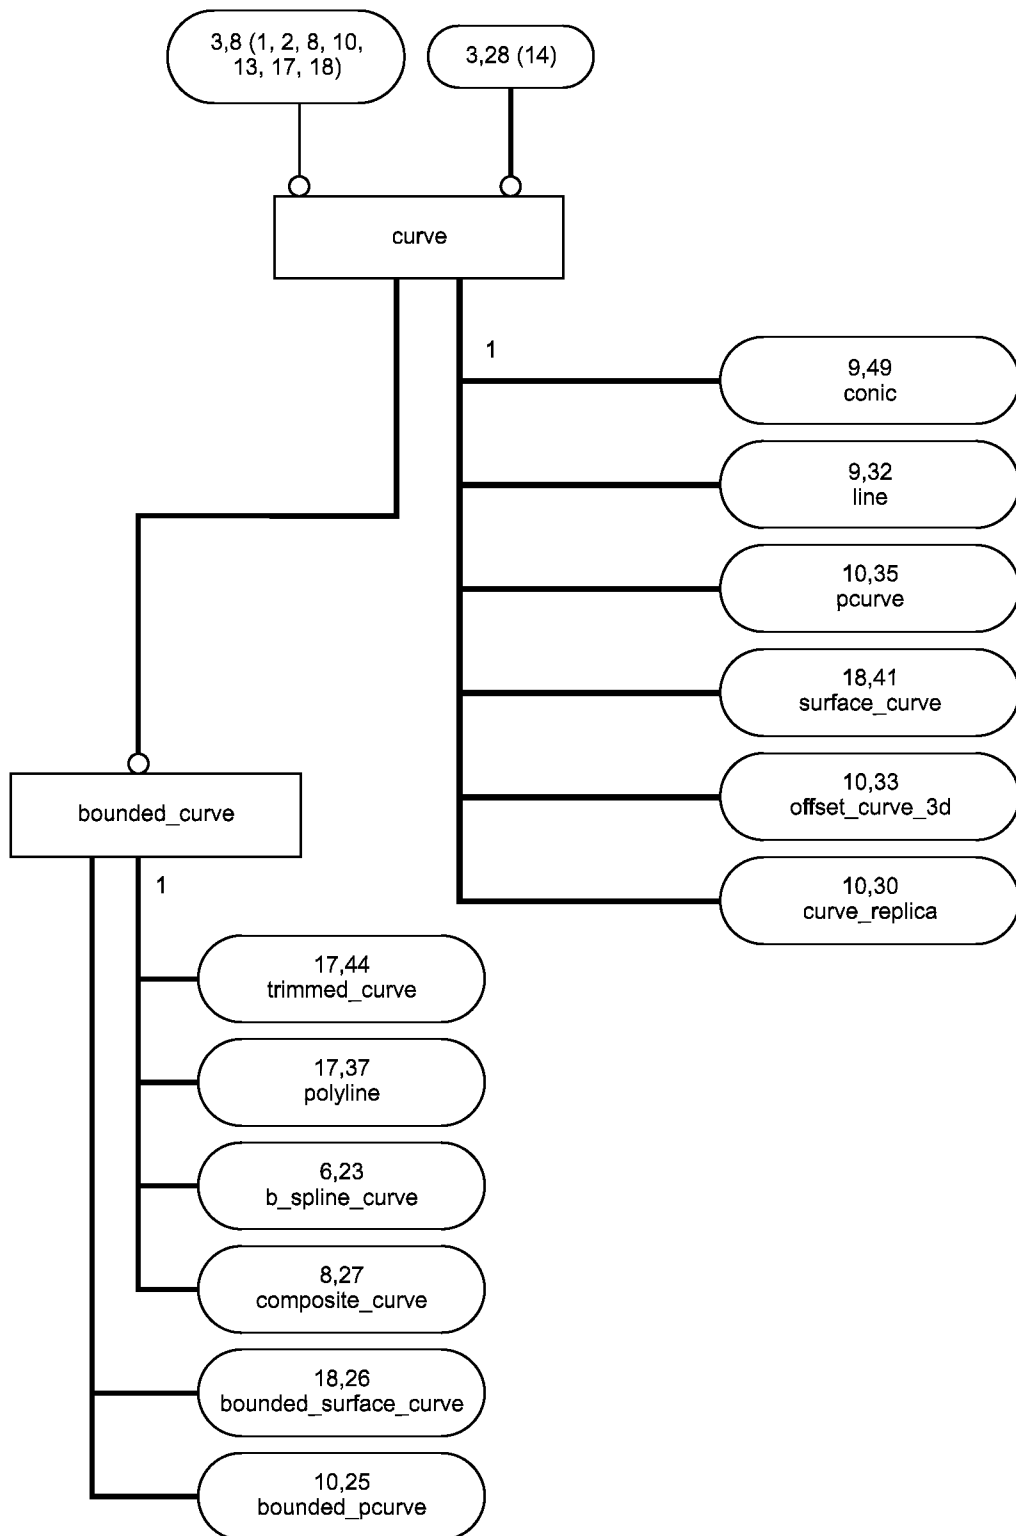 3,8 (1, 2, 8, 10,
13, 17, 18)
3,28 (14)
curve
1
9,49
conic
9,32
line
10,35
pcurve
18,41
surface_curve
10,33
offset_curve_3d
10,30
curve_replica
bounded_curve
1
17,44
trimmed_curve
17,37
polyline
6,23
b_spline_curve
8,27
composite_curve
18,26
bounded_surface_curve
10,25
bounded_pcurve